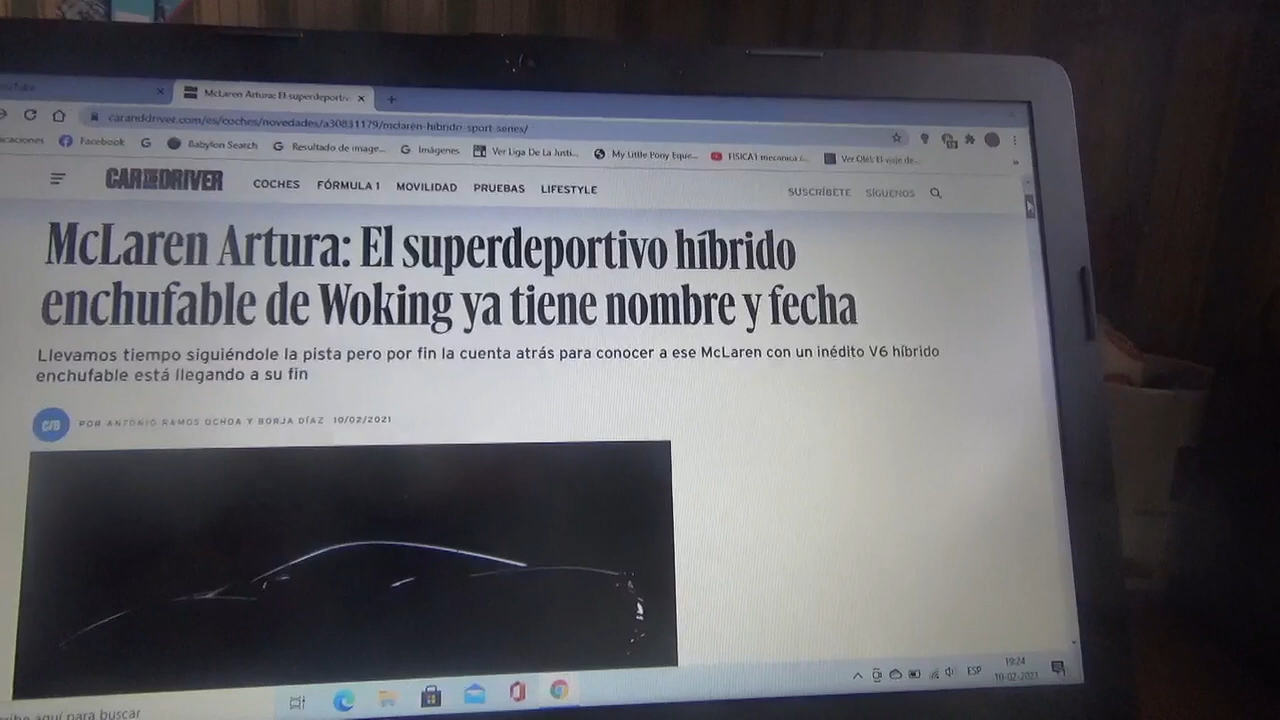 McLaren Artura: El superdeportivo
caranddriver.com/es/coches/novedades/a30831179/mclaren-hibrido-sport-series/
Facebook
Babylon Search
Resultado de image...
Imágenes
Ver Liga De La Justi...
My Little Pony Eque...
FISICA1 mecanica
CAR AND DRIVER
COCHES FÓRMULA 1 MOVILIDAD PRUEBAS LIFESTYLE
SUSCRÍBETE SÍGUENOS
McLaren Artura: El superdeportivo híbrido
enchufable de Woking ya tiene nombre y fecha
Llevamos tiempo siguiéndole la pista pero por fin la cuenta atrás para conocer a ese McLaren con un inédito V6 híbrido
enchufable está llegando a su fin
C/D
POR ANTONIO RAMOS OCHOA Y BORJA DÍAZ 10/02/2021
ESP
19:24
10-02-2021
aquí para buscar